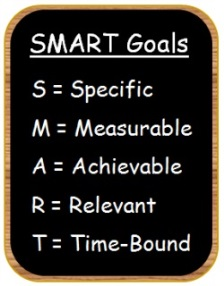 SMART Goals
S = Specific
M = Measurable
A = Achievable
R = Relevant
T = Time-Bound